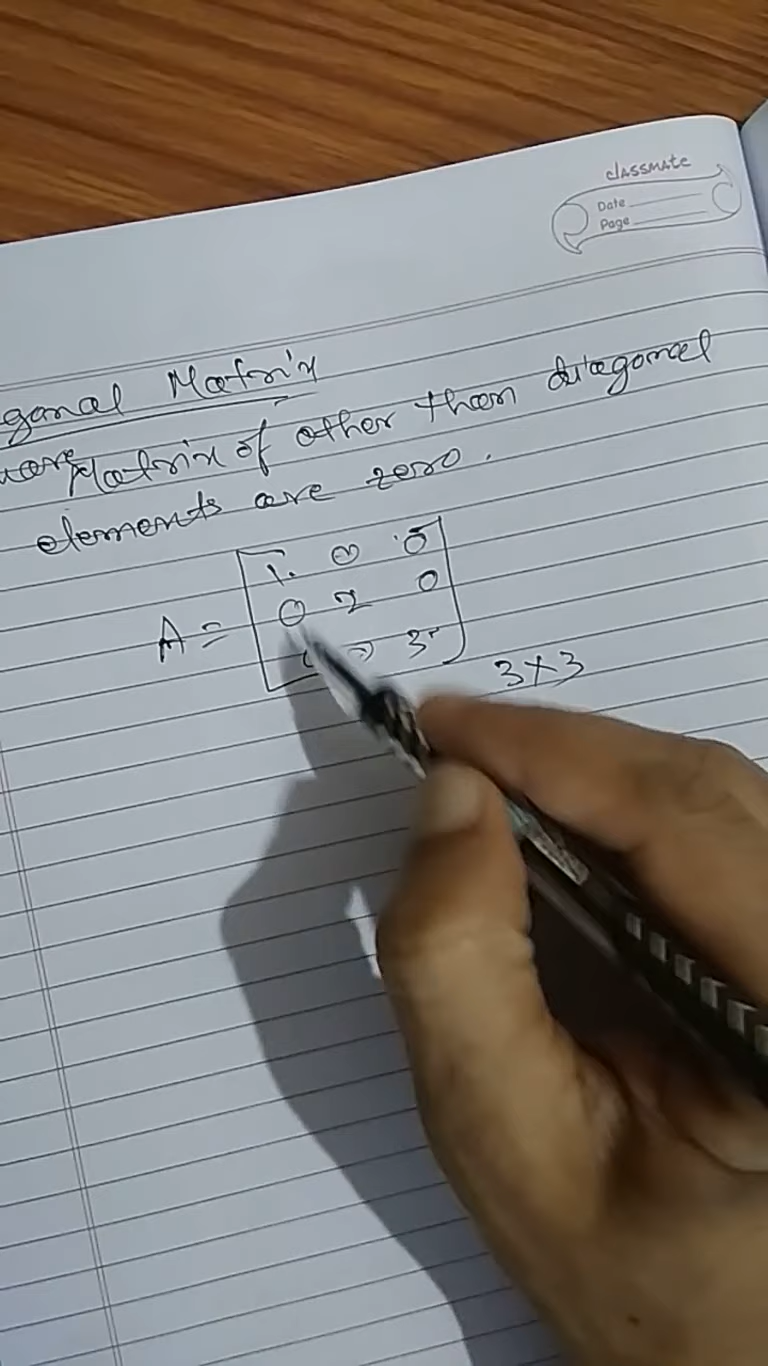 classmate
Date
Page
gonal Matrix
Matrix of other than diagonal
elements are zero.
A = 1. 0 0
0 2 0
0 3
3×3